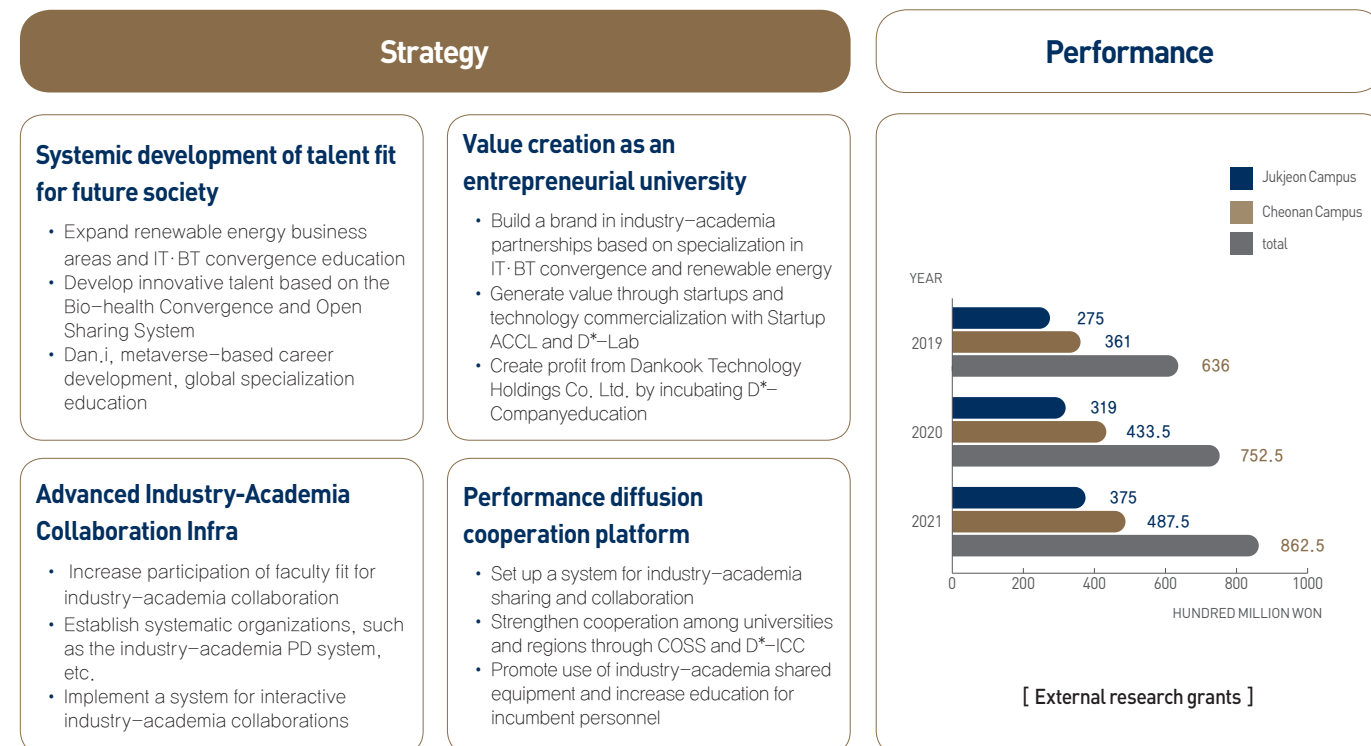 Strategy
Performance
Systemic development of talent fit
for future society
• Expand renewable energy business
areas and IT·BT convergence education
• Develop innovative talent based on the
Bio-health Convergence and Open
Sharing System
• Dan.i, metaverse-based career
development, global specialization
education
Value creation as an
entrepreneurial university
• Build a brand in industry-academia
partnerships based on specialization in
IT·BT convergence and renewable energy
• Generate value through startups and
technology commercialization with Startup
ACCL and D*-Lab
• Create profit from Dankook Technology
Holdings Co. Ltd. by incubating D*-
Companyeducation
Advanced Industry-Academia
Collaboration Infra
• Increase participation of faculty fit for
industry-academia collaboration
• Establish systematic organizations, such
as the industry-academia PD system,
etc.
• Implement a system for interactive
industry-academia collaborations
Performance diffusion
cooperation platform
• Set up a system for industry-academia
sharing and collaboration
• Strengthen cooperation among universities
and regions through COSS and D*-ICC
• Promote use of industry-academia shared
equipment and increase education for
incumbent personnel
Jukjeon Campus
Cheonan Campus
total
YEAR
275
2019 361
636
319
2020 433.5
752.5
375
2021 487.5
862.5
0 200 400 600 800 1000
HUNDRED MILLION WON
[ External research grants ]